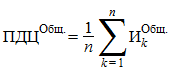 ПДЦ^Общ. = 1/n ∑_{k=1}^{n} И_k^Общ.